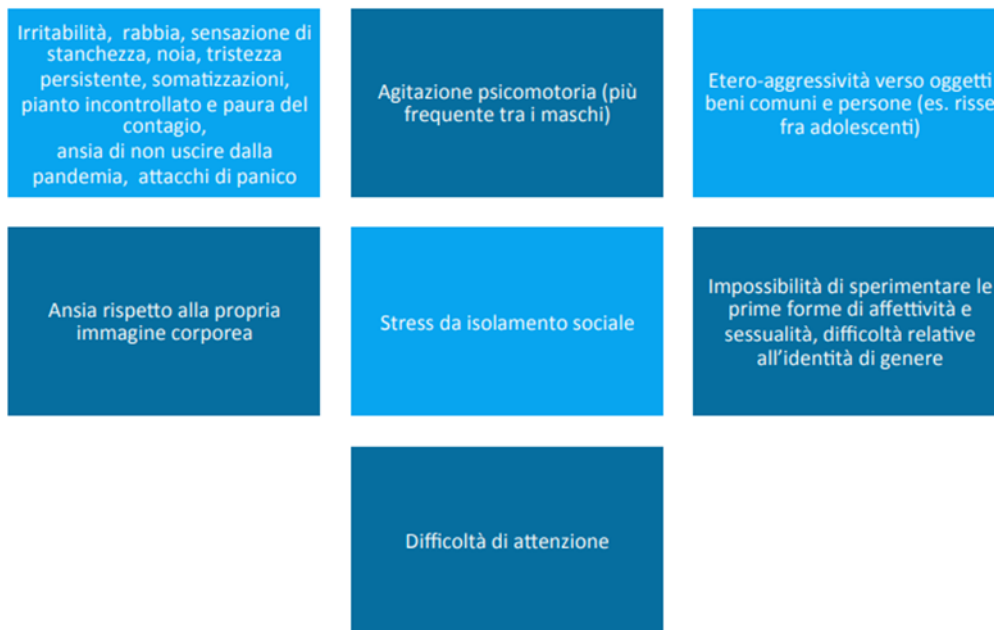 Irritabilità, rabbia, sensazione di
stanchezza, noia, tristezza
persistente, somatizzazioni,
pianto incontrollato e paura del
contagio,
ansia di non uscire dalla
pandemia, attacchi di panico
Agitazione psicomotoria (più
frequente tra i maschi)
Etero-aggressività verso oggetti
beni comuni e persone (es. risse
fra adolescenti)
Ansia rispetto alla propria
immagine corporea
Stress da isolamento sociale
Impossibilità di sperimentare le
prime forme di affettività e
sessualità, difficoltà relative
all'identità di genere
Difficoltà di attenzione